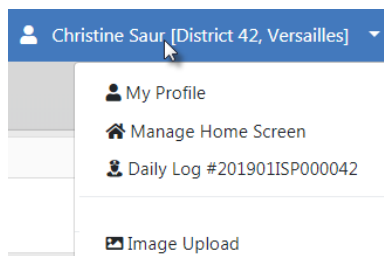 Christine Saur [District 42, Versailles]
My Profile
Manage Home Screen
Daily Log #201901ISP000042
Image Upload